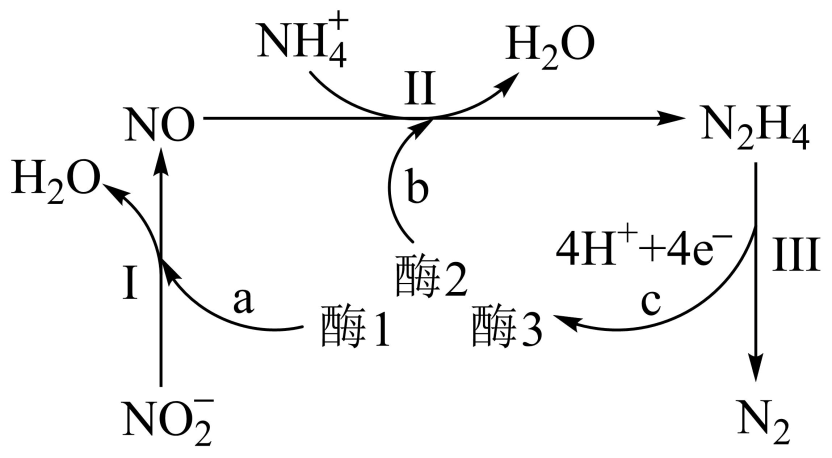 NH₄⁺
H₂O
II
NO
N₂H₄
H₂O
b
4H⁺+4e⁻
III
I
a
酶2
c
酶1
酶3
NO₂⁻
N₂